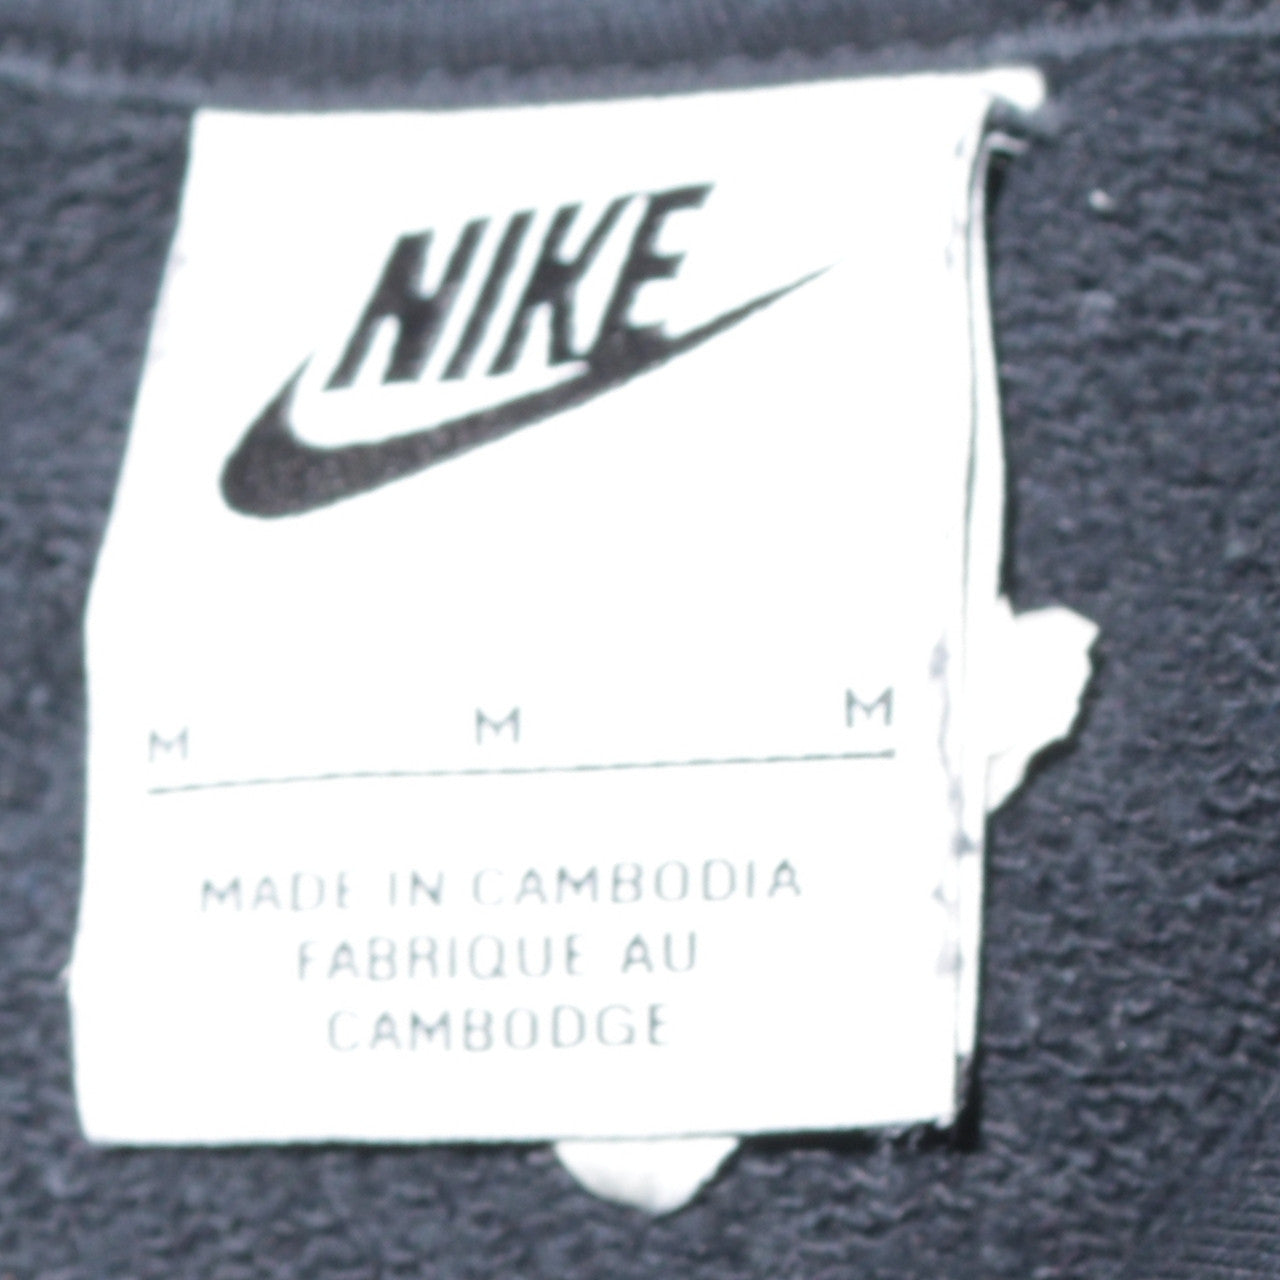 NIKE
M M M
MADE IN CAMBODIA
FABRIQUE AU
CAMBODGE